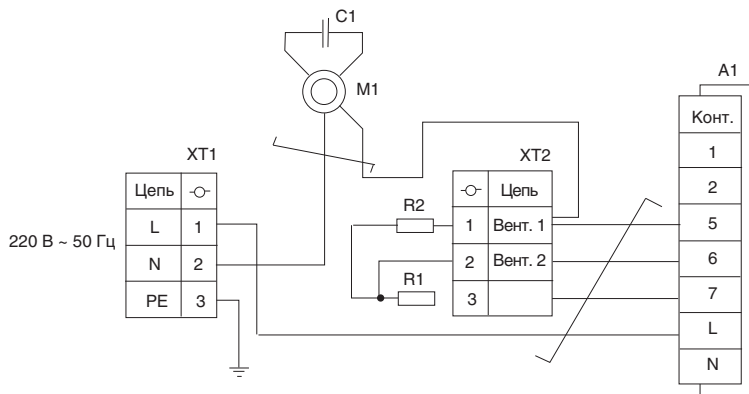 C1
M1
A1
Конт.
1
2
5
6
7
L
N
XT1
Цепь
L 1
N 2
PE 3
220 В ~ 50 Гц
XT2
Цепь
1 Вент. 1
2 Вент. 2
3
R2
R1